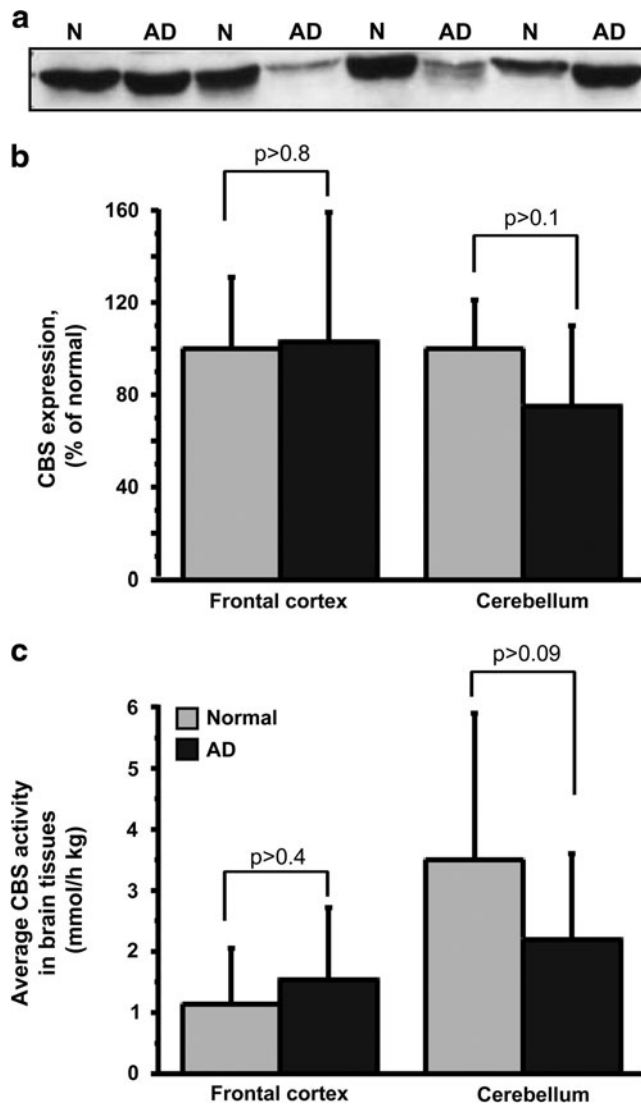 a
N AD N AD N AD N AD
b
p>0.8
p>0.1
CBS expression,
(% of normal)
160
120
80
40
0
Frontal cortex Cerebellum
c
p>0.09
p>0.4
Normal
AD
Average CBS activity
in brain tissues
(mmol/h kg)
6
5
4
3
2
1
0
Frontal cortex Cerebellum